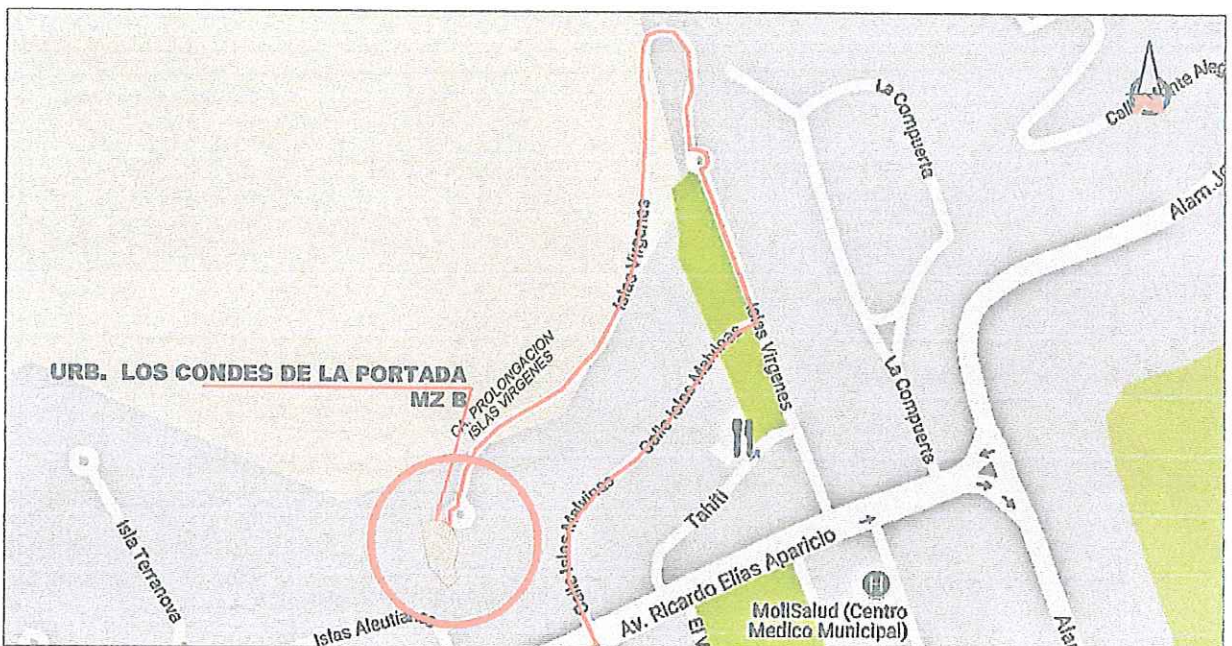 La Compuerta
Alam.
Islas Virgenes
URB. LOS CONDES DE LA PORTADA
MZ B
CA. PROLONGACION
ISLAS VIRGENES
Calle Islas Malvinas
Islas Virgenes
La Compuerta
Calle Islas Malvinas
Tahiti
Isla Terranova
Islas Aleutianas
Av. Ricardo Elías Aparicio
MoliSalud (Centro
Medico Municipal)
El
H